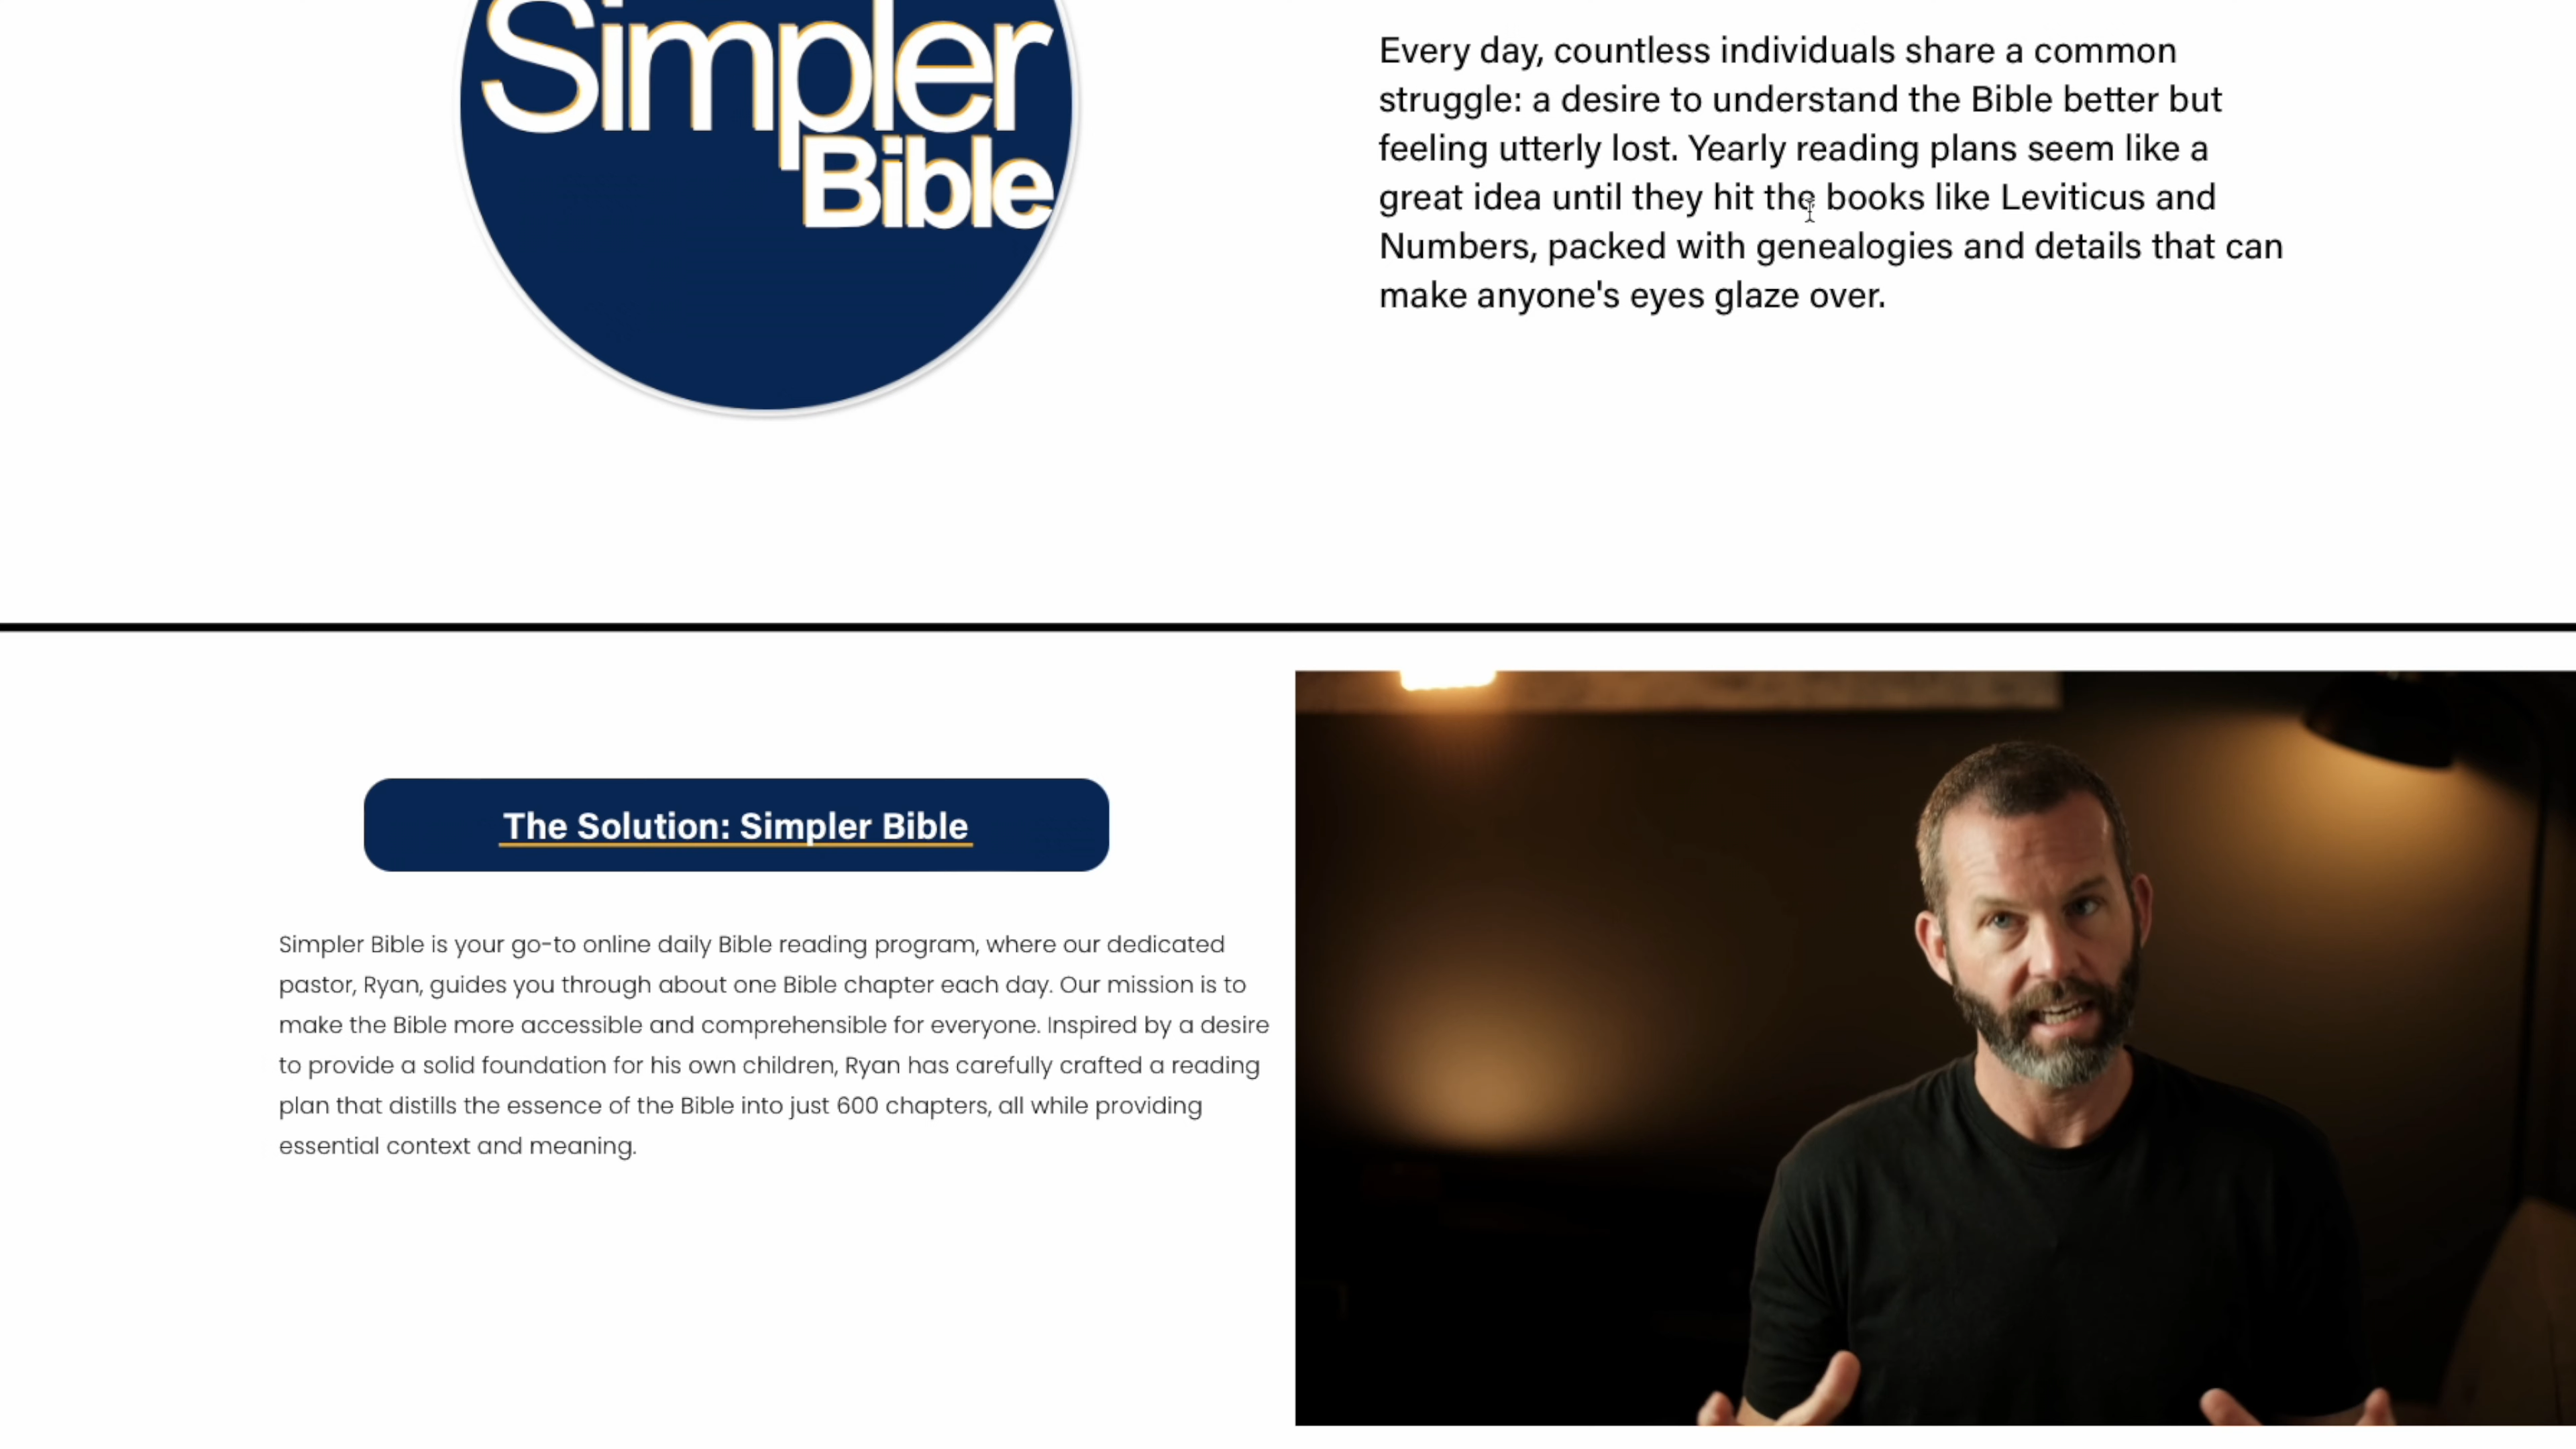 Simpler
Bible
Every day, countless individuals share a common
struggle: a desire to understand the Bible better but
feeling utterly lost. Yearly reading plans seem like a
great idea until they hit the books like Leviticus and
Numbers, packed with genealogies and details that can
make anyone's eyes glaze over.
The Solution: Simpler Bible
Simpler Bible is your go-to online daily Bible reading program, where our dedicated
pastor, Ryan, guides you through about one Bible chapter each day. Our mission is to
make the Bible more accessible and comprehensible for everyone. Inspired by a desire
to provide a solid foundation for his own children, Ryan has carefully crafted a reading
plan that distills the essence of the Bible into just 600 chapters, all while providing
essential context and meaning.